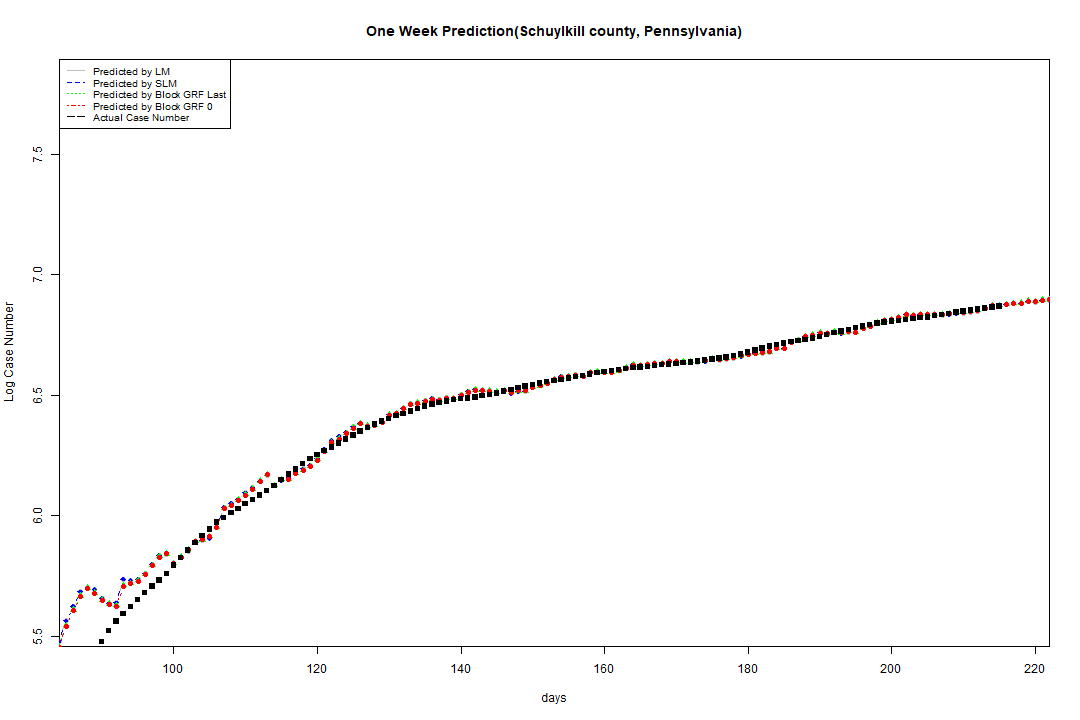 One Week Prediction(Schuylkill county, Pennsylvania)
Predicted by LM
Predicted by SLM
Predicted by Block GRF Last
Predicted by Block GRF 0
Actual Case Number
Log Case Number
7.5
7.0
6.5
6.0
5.5
100 120 140 160 180 200 220
days